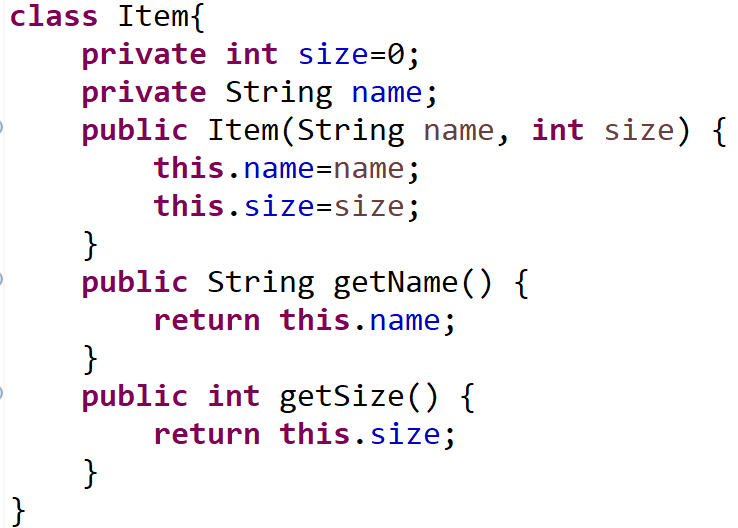 class Item{
    private int size=0;
    private String name;
    public Item(String name, int size) {
        this.name=name;
        this.size=size;
    }
    public String getName() {
        return this.name;
    }
    public int getSize() {
        return this.size;
    }
}